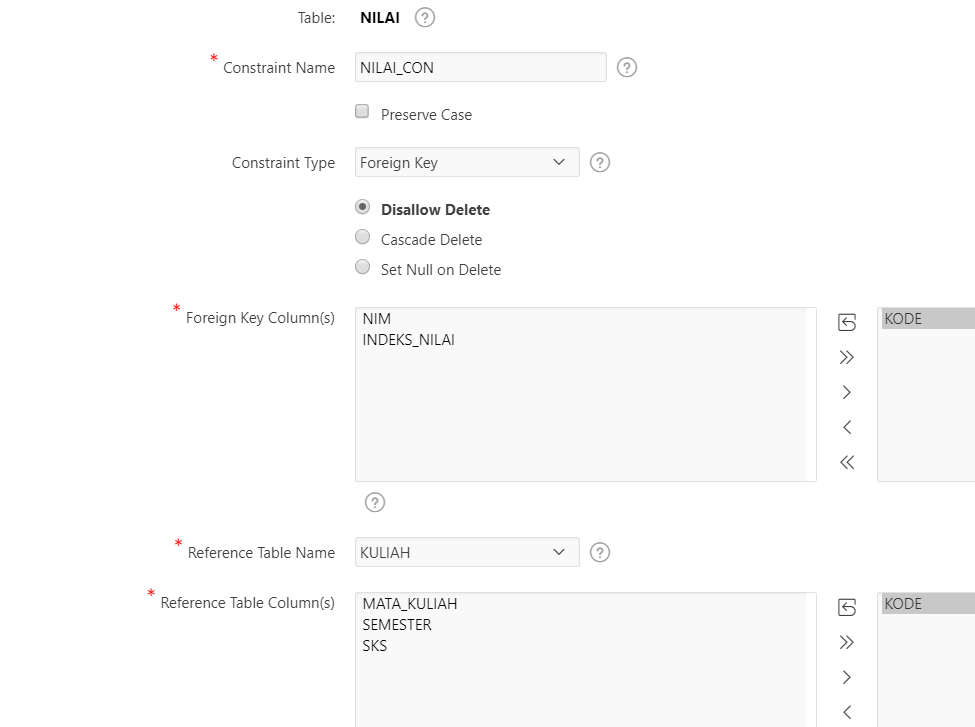 Table: NILAI ?
* Constraint Name NILAI_CON ?
Preserve Case
Constraint Type Foreign Key ?
Disallow Delete
Cascade Delete
Set Null on Delete
* Foreign Key Column(s) NIM KODE
INDEKS_NILAI
?
* Reference Table Name KULIAH ?
* Reference Table Column(s) MATA_KULIAH KODE
SEMESTER
SKS